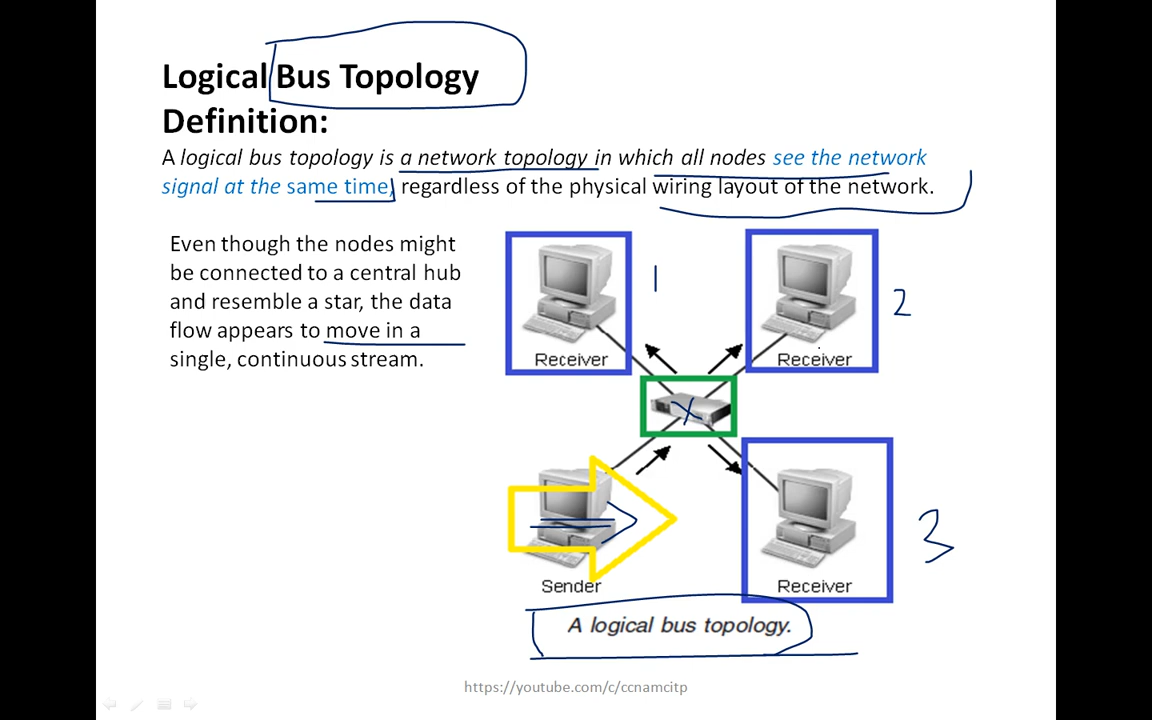 Logical Bus Topology
Definition:
A logical bus topology is a network topology in which all nodes see the network
signal at the same time, regardless of the physical wiring layout of the network.
Even though the nodes might
be connected to a central hub
and resemble a star, the data
flow appears to move in a
single, continuous stream.
1
2
Receiver
Receiver
X
3
Sender
Receiver
A logical bus topology.
https://youtube.com/c/ccnamcitp